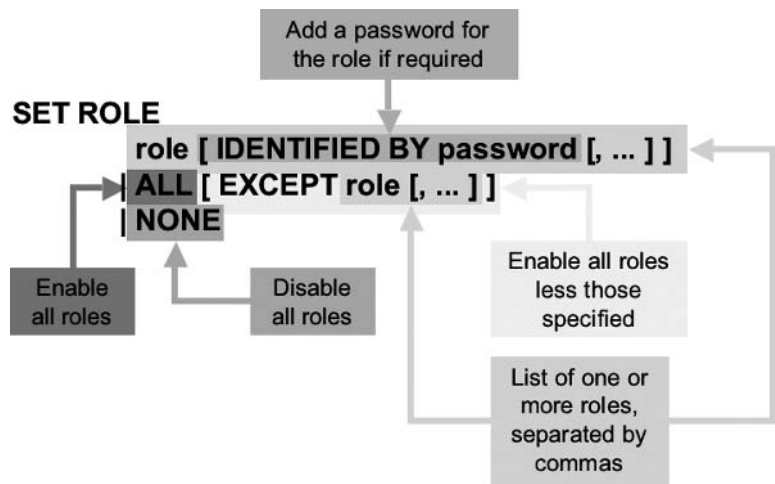 Add a password for
the role if required
SET ROLE
role [ IDENTIFIED BY password [, ... ] ]
| ALL [ EXCEPT role [, ... ] ]
| NONE
Enable
all roles
Disable
all roles
Enable all roles
less those
specified
List of one or
more roles,
separated by
commas